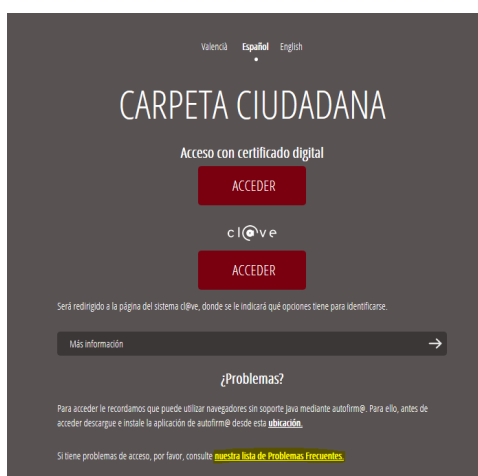 Valencià Español English
CARPETA CIUDADANA
Acceso con certificado digital
ACCEDER
cl@ve
ACCEDER
Será redirigido a la página del sistema cl@ve, donde se le indicará qué opciones tiene para identificarse.
Más información
¿Problemas?
Para acceder le recordamos que puede utilizar navegadores sin soporte Java mediante autofirm@. Para ello, antes de
acceder descargue e instale la aplicación de autofirm@ desde esta ubicación.
Si tiene problemas de acceso, por favor, consulte nuestra lista de Problemas Frecuentes.